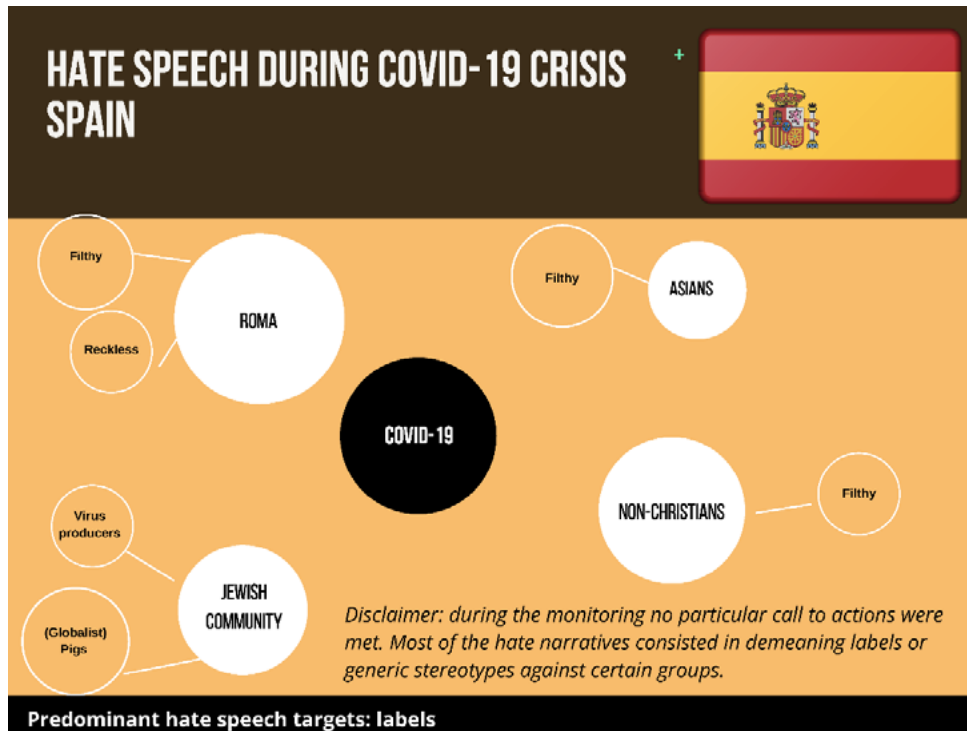 HATE SPEECH DURING COVID-19 CRISIS
SPAIN
+
Filthy
ROMA
Reckless
Filthy
ASIANS
COVID-19
NON-CHRISTIANS
Filthy
Virus
producers
JEWISH
COMMUNITY
(Globalist)
Pigs
Disclaimer: during the monitoring no particular call to actions were
met. Most of the hate narratives consisted in demeaning labels or
generic stereotypes against certain groups.
Predominant hate speech targets: labels